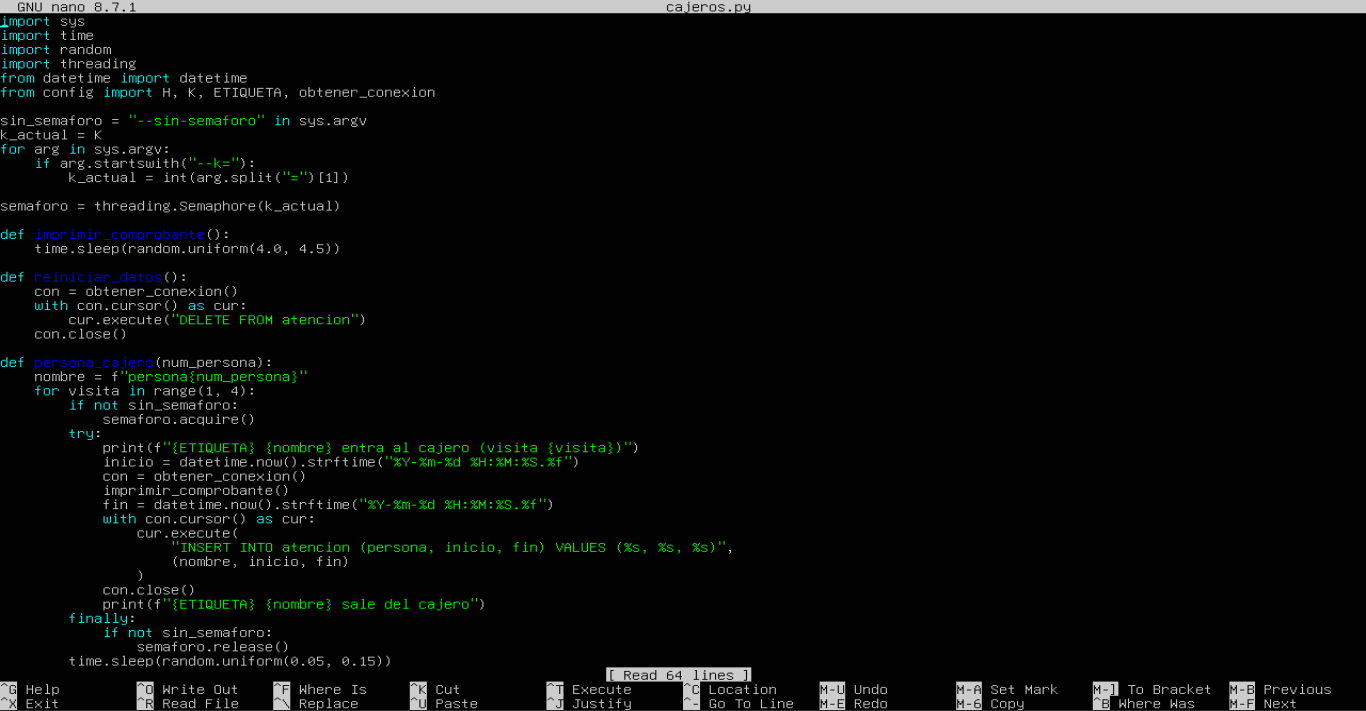 GNU nano 8.7.1 cajeros.py
import sys
import time
import random
import threading
from datetime import datetime
from config import H, K, ETIQUETA, obtener_conexion

sin_semaforo = "--sin-semaforo" in sys.argv
k_actual = K
for arg in sys.argv:
    if arg.startswith("--k="):
        k_actual = int(arg.split("=")[1])

semaforo = threading.Semaphore(k_actual)

def imprimir_comprobante():
    time.sleep(random.uniform(4.0, 4.5))

def reiniciar_datos():
    con = obtener_conexion()
    with con.cursor() as cur:
        cur.execute("DELETE FROM atencion")
    con.close()

def persona_cajero(num_persona):
    nombre = f"persona{num_persona}"
    for visita in range(1, 4):
        if not sin_semaforo:
            semaforo.acquire()
        try:
            print(f"{ETIQUETA} {nombre} entra al cajero (visita {visita})")
            inicio = datetime.now().strftime("%Y-%m-%d %H:%M:%S.%f")
            con = obtener_conexion()
            imprimir_comprobante()
            fin = datetime.now().strftime("%Y-%m-%d %H:%M:%S.%f")
            with con.cursor() as cur:
                cur.execute(
                    "INSERT INTO atencion (persona, inicio, fin) VALUES (%s, %s, %s)",
                    (nombre, inicio, fin)
                )
            con.close()
            print(f"{ETIQUETA} {nombre} sale del cajero")
        finally:
            if not sin_semaforo:
                semaforo.release()
        time.sleep(random.uniform(0.05, 0.15))
[ Read 64 lines ]
^G Help ^O Write Out ^F Where Is ^K Cut ^T Execute ^C Location M-U Undo M-A Set Mark M-] To Bracket M-B Previous
^X Exit ^R Read File ^\ Replace ^U Paste ^J Justify ^- Go To Line M-E Redo M-6 Copy ^B Where Was M-F Next